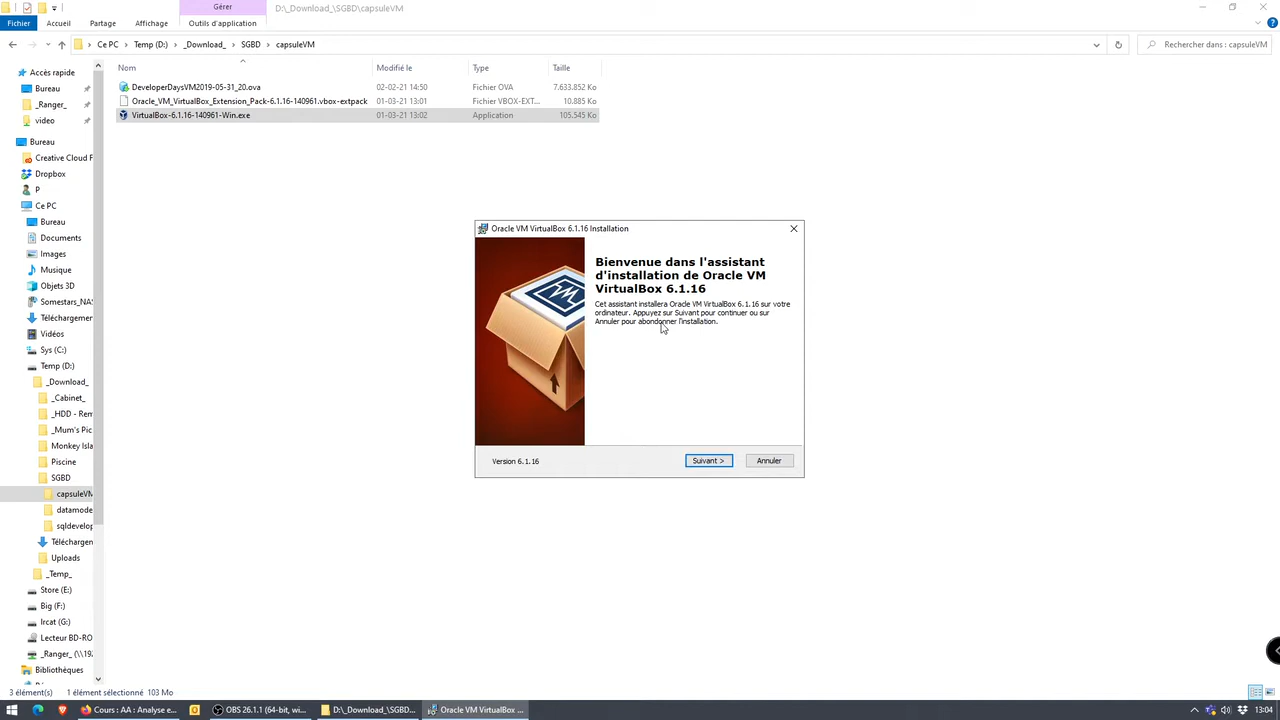 Gérer
D:\_Download_\SGBD\capsuleVM
Fichier
Accueil
Partage
Affichage
Outils d'application
Ce PC
Temp (D:)
_Download_
SGBD
capsuleVM
Rechercher dans : capsuleVM
Nom
Modifié le
Type
Taille
DeveloperDaysVM2019-05-31_20.ova
02-02-21 14:50
Fichier OVA
7.633.852 Ko
Oracle_VM_VirtualBox_Extension_Pack-6.1.16-140961.vbox-extpack
01-03-21 13:01
Fichier VBOX-EXT...
10.885 Ko
VirtualBox-6.1.16-140961-Win.exe
01-03-21 13:02
Application
105.545 Ko
Accès rapide
Bureau
_Ranger_
video
Bureau
Creative Cloud F
Dropbox
P
Ce PC
Bureau
Documents
Images
Musique
Objets 3D
Somestars_NAS
Téléchargemen
Vidéos
Sys (C:)
Temp (D:)
_Download_
_Cabinet_
_HDD - Rem
_Mum's Pic
Monkey Isla
Piscine
SGBD
capsuleVM
datamode
sqldevelop
Téléchargen
Uploads
_Temp_
Store (E:)
Big (F:)
Ircat (G:)
Lecteur BD-RO
_Ranger_ (\\192
Bibliothèques
Oracle VM VirtualBox 6.1.16 Installation
Bienvenue dans l'assistant
d'installation de Oracle VM
VirtualBox 6.1.16
Cet assistant installera Oracle VM VirtualBox 6.1.16 sur votre
ordinateur. Appuyez sur Suivant pour continuer ou sur
Annuler pour abondonner l'installation.
Version 6.1.16
Suivant >
Annuler
3 élément(s)
1 élément sélectionné 103 Mo
Cours : AA : Analyse e...
OBS 26.1.1 (64-bit, wi...
D:\_Download_\SGBD...
Oracle VM VirtualBox ...
13:04